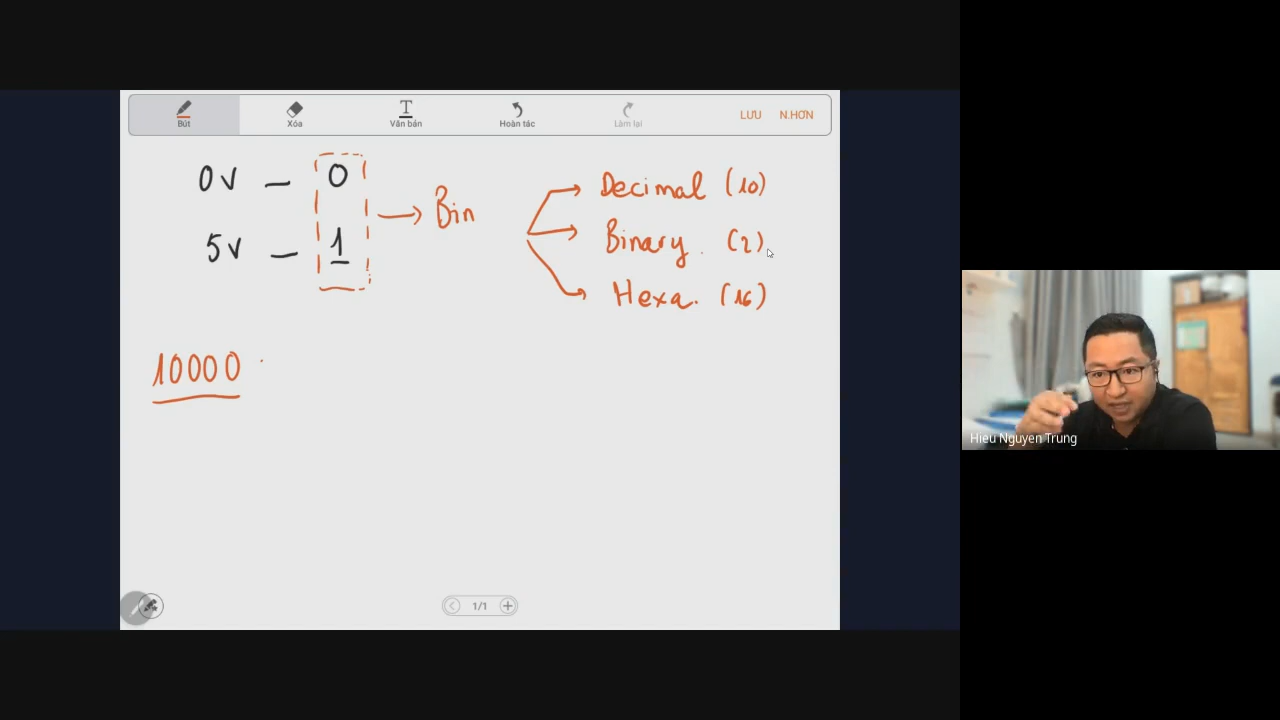 Bút Xóa Văn bản Hoàn tác Làm lại LƯU N.HƠN
0V – 0
5V – 1
→ Bin
→ Decimal (10)
→ Binary. (2)
→ Hexa. (16)
10000
1/1
Hieu Nguyen Trung